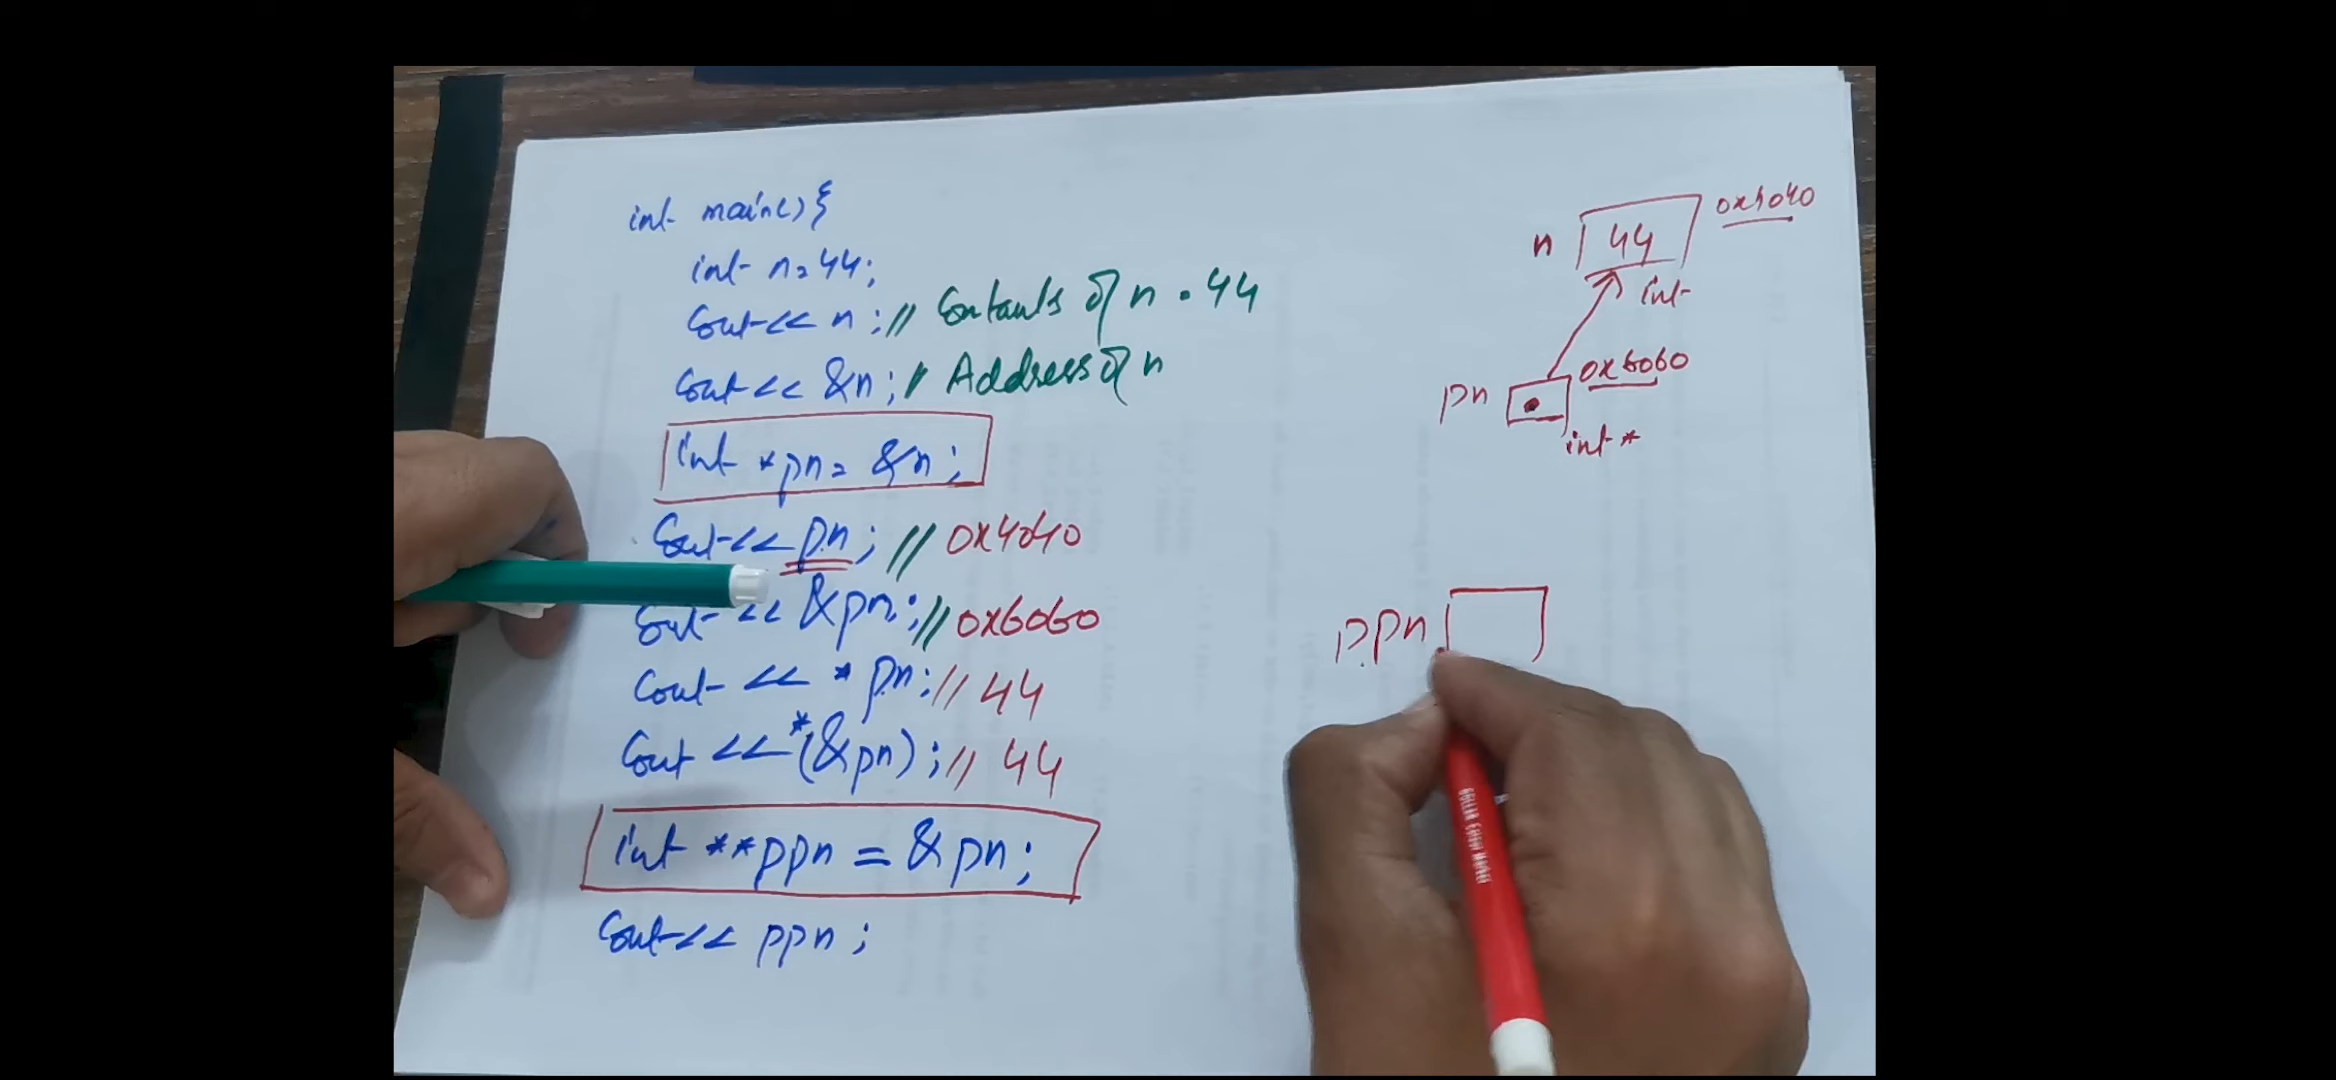 int main() {
int n = 44;
Cout << n ; // Contants of n . 44
Cout << &n ; // Address of n
int *pn = &n ;
Cout << pn ; // 0x4040
Cout << &pn ; // 0x6060
Cout << * pn ; // 44
Cout << *(&pn) ; // 44
int **ppn = &pn ;
Cout << ppn ;
n 44 0x4040
int
pn 0x6060
int *
ppn